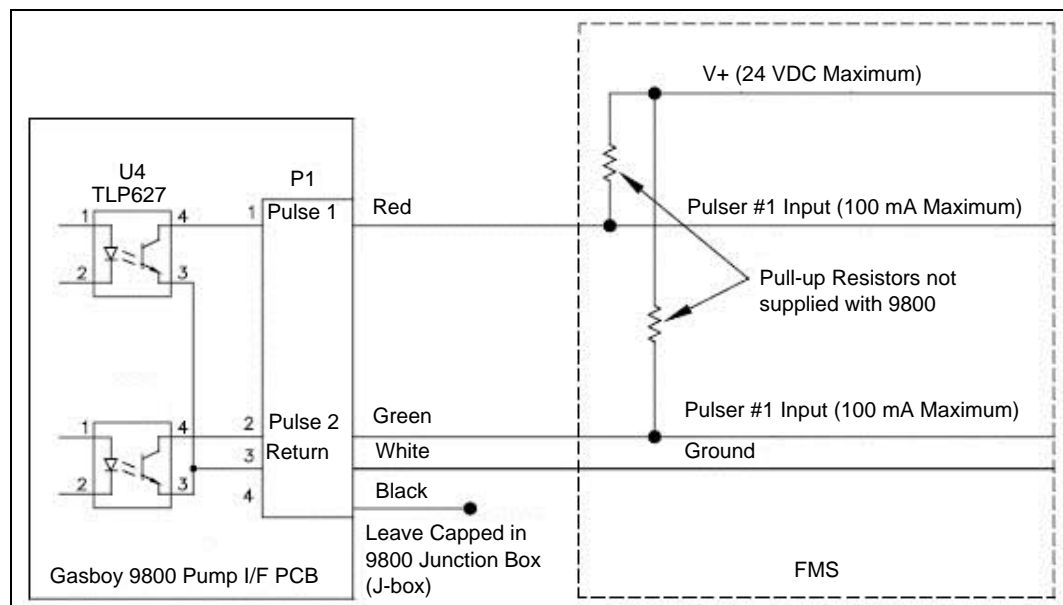 V+ (24 VDC Maximum)
U4
TLP627
P1
1
4
2
3
1
Pulse 1
Red
Pulser #1 Input (100 mA Maximum)
Pull-up Resistors not
supplied with 9800
1
4
2
3
2
Pulse 2
Green
Pulser #1 Input (100 mA Maximum)
3
Return
White
Ground
4
Black
Leave Capped in
9800 Junction Box
(J-box)
Gasboy 9800 Pump I/F PCB
FMS